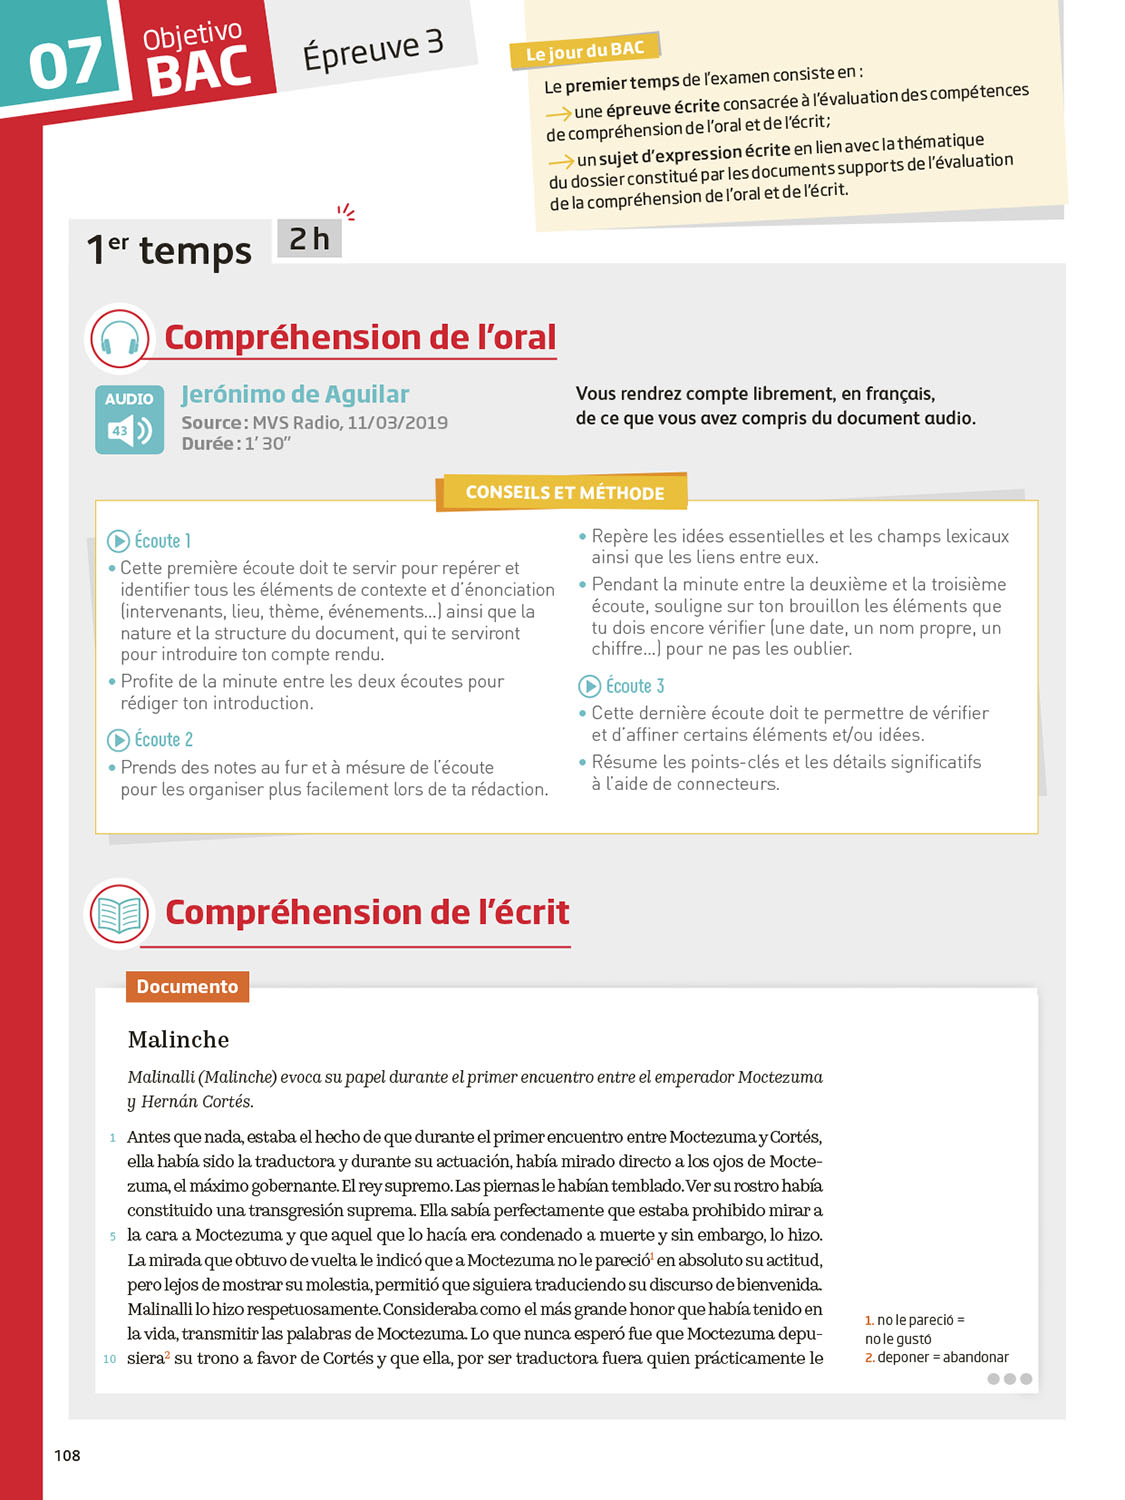 07
Objetivo
BAC
Épreuve 3
Le jour du BAC
Le premier temps de l'examen consiste en :
→ une épreuve écrite consacrée à l'évaluation des compétences
de compréhension de l'oral et de l'écrit ;
→ un sujet d'expression écrite en lien avec la thématique
du dossier constitué par les documents supports de l'évaluation
de la compréhension de l'oral et de l'écrit.
1er temps
2 h
Compréhension de l'oral
AUDIO
43
Jerónimo de Aguilar
Source : MVS Radio, 11/03/2019
Durée : 1' 30''
Vous rendrez compte librement, en français,
de ce que vous avez compris du document audio.
CONSEILS ET MÉTHODE
Écoute 1
• Cette première écoute doit te servir pour repérer et
identifier tous les éléments de contexte et d'énonciation
(intervenants, lieu, thème, événements...) ainsi que la
nature et la structure du document, qui te serviront
pour introduire ton compte rendu.
• Profite de la minute entre les deux écoutes pour
rédiger ton introduction.
Écoute 2
• Prends des notes au fur et à mésure de l'écoute
pour les organiser plus facilement lors de ta rédaction.
• Repère les idées essentielles et les champs lexicaux
ainsi que les liens entre eux.
• Pendant la minute entre la deuxième et la troisième
écoute, souligne sur ton brouillon les éléments que
tu dois encore vérifier (une date, un nom propre, un
chiffre...) pour ne pas les oublier.
Écoute 3
• Cette dernière écoute doit te permettre de vérifier
et d'affiner certains éléments et/ou idées.
• Résume les points-clés et les détails significatifs
à l'aide de connecteurs.
Compréhension de l'écrit
Documento
Malinche
Malinalli (Malinche) evoca su papel durante el primer encuentro entre el emperador Moctezuma
y Hernán Cortés.
1 Antes que nada, estaba el hecho de que durante el primer encuentro entre Moctezuma y Cortés,
ella había sido la traductora y durante su actuación, había mirado directo a los ojos de Mocte-
zuma, el máximo gobernante. El rey supremo. Las piernas le habían temblado. Ver su rostro había
constituido una transgresión suprema. Ella sabía perfectamente que estaba prohibido mirar a
5 la cara a Moctezuma y que aquel que lo hacía era condenado a muerte y sin embargo, lo hizo.
La mirada que obtuvo de vuelta le indicó que a Moctezuma no le pareció1 en absoluto su actitud,
pero lejos de mostrar su molestia, permitió que siguiera traduciendo su discurso de bienvenida.
Malinalli lo hizo respetuosamente. Consideraba como el más grande honor que había tenido en
la vida, transmitir las palabras de Moctezuma. Lo que nunca esperó fue que Moctezuma depu-
10 siera2 su trono a favor de Cortés y que ella, por ser traductora fuera quien prácticamente le
1. no le pareció =
no le gustó
2. deponer = abandonar
108